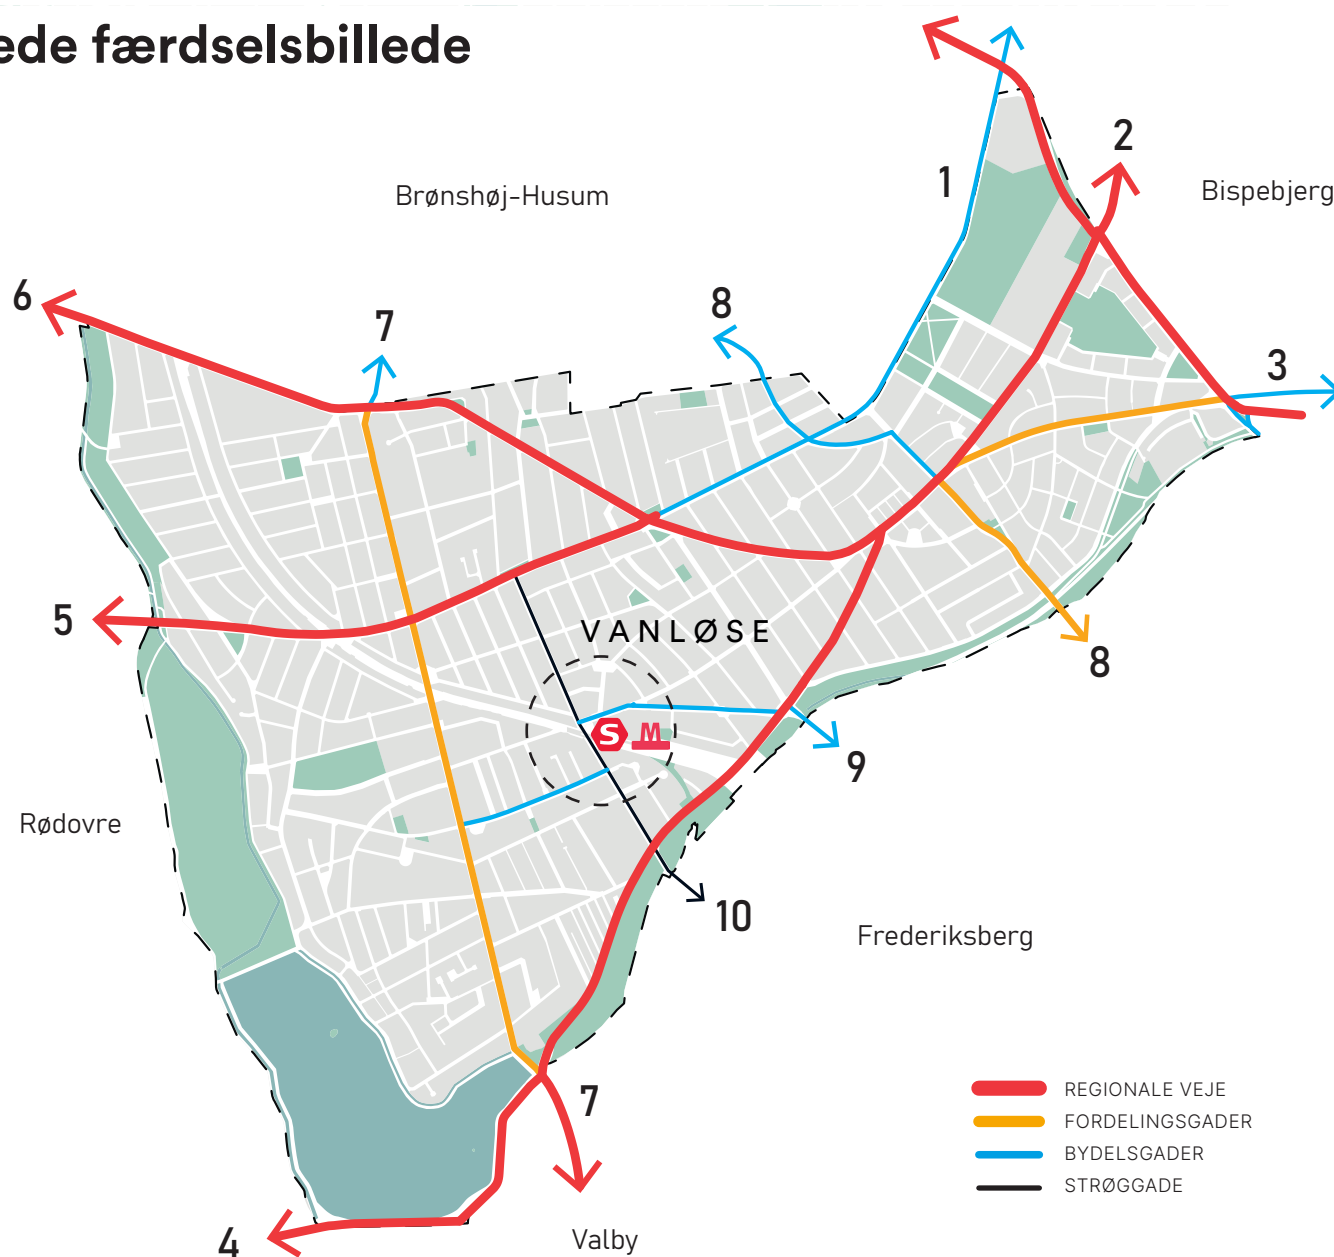 ede færdselsbillede
2
1
Bispebjerg
Brønshøj-Husum
6
8
7
3
5
VANLØSE
8
S M
9
Rødovre
10
Frederiksberg
7
REGIONALE VEJE
FORDELINGSGADER
BYDELSGADER
STRØGGADE
4
Valby